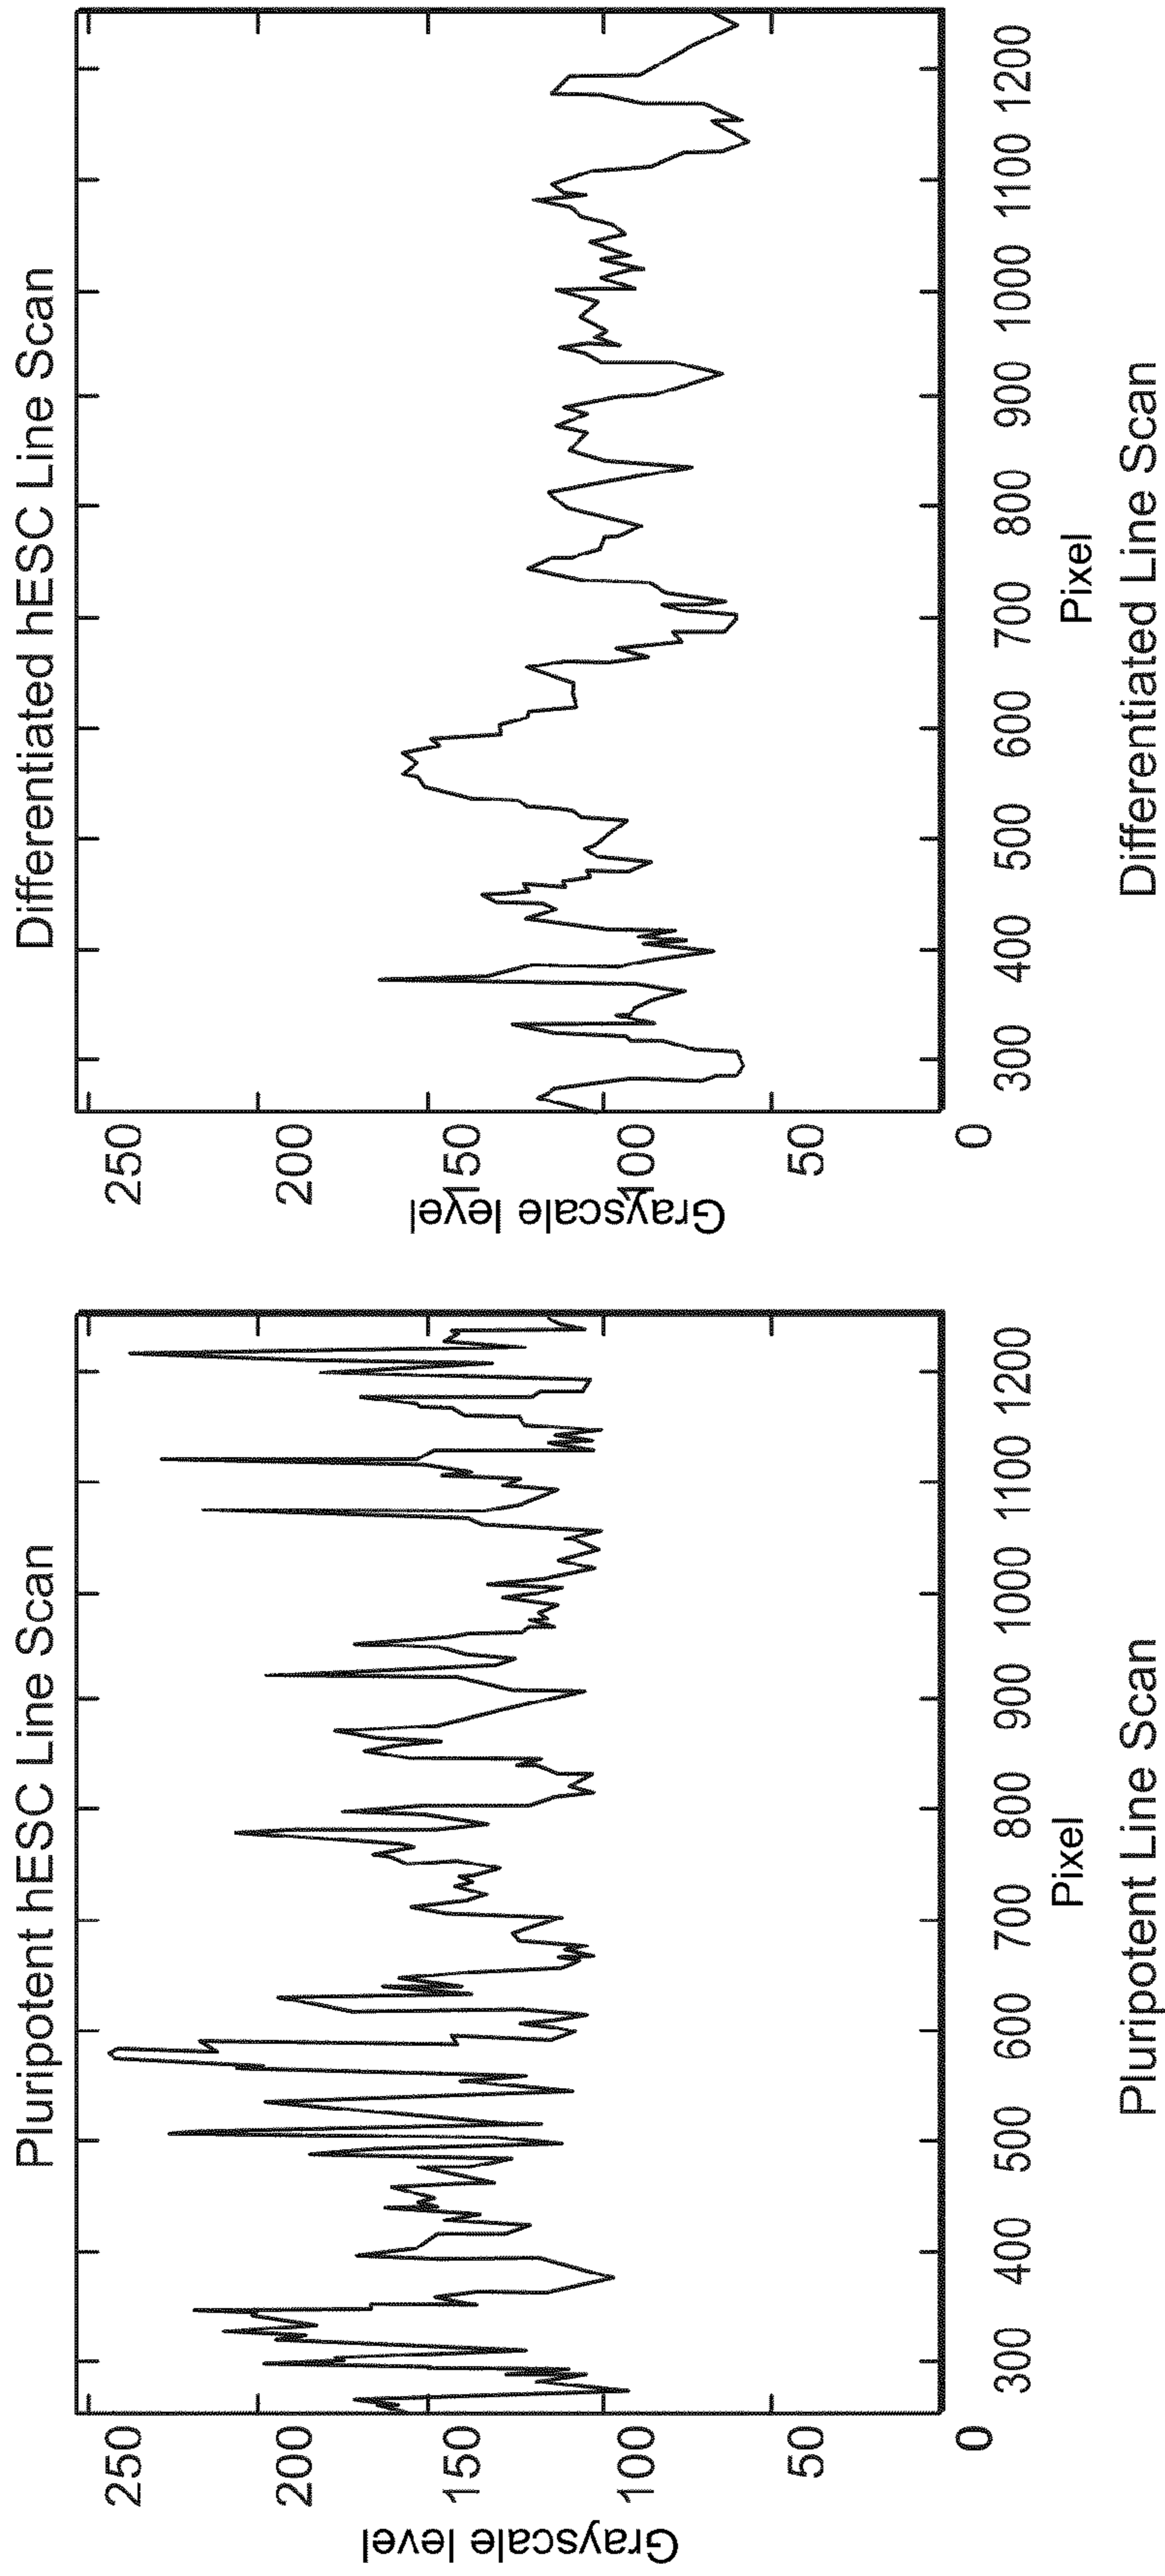 Pluripotent hESC Line Scan
Grayscale level
250
200
150
100
50
0
300 400 500 600 700 800 900 1000 1100 1200
Pixel
Pluripotent Line Scan
Differentiated hESC Line Scan
Grayscale level
250
200
150
100
50
0
300 400 500 600 700 800 900 1000 1100 1200
Pixel
Differentiated Line Scan